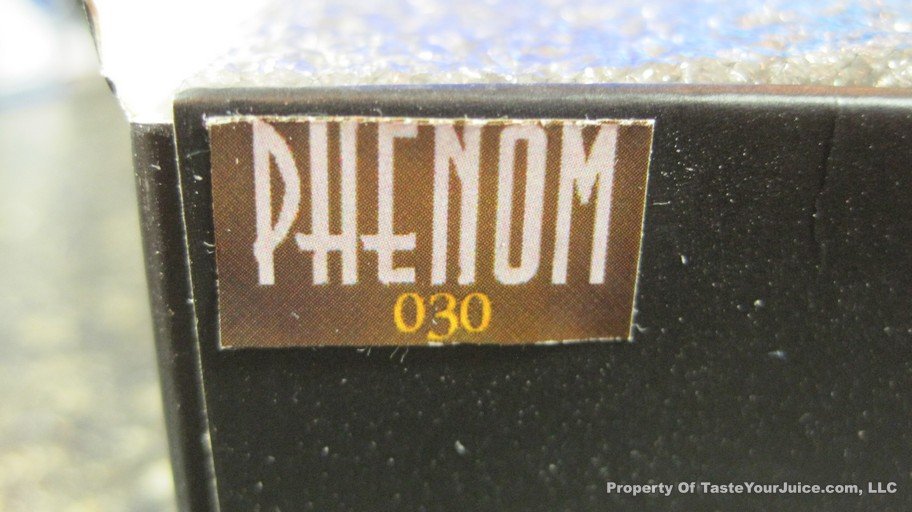 PHENOM
030
Property Of TasteYourJuice.com, LLC